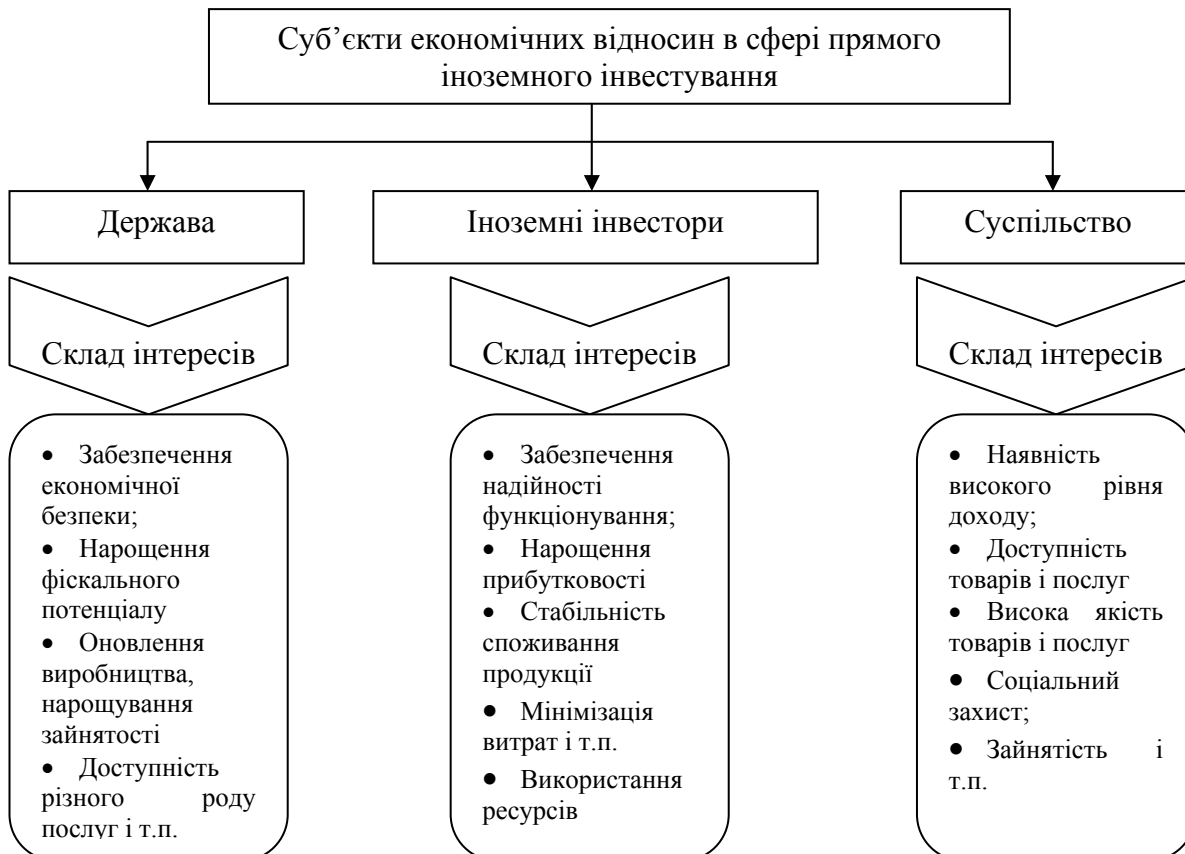 Суб’єкти економічних відносин в сфері прямого
іноземного інвестування
Держава
Іноземні інвестори
Суспільство
Склад інтересів
Склад інтересів
Склад інтересів
• Забезпечення
економічної
безпеки;
• Нарощення
фіскального
потенціалу
• Оновлення
виробництва,
нарощування
зайнятості
• Доступність
різного роду
послуг і т.п.
• Забезпечення
надійності
функціонування;
• Нарощення
прибутковості
• Стабільність
споживання
продукції
• Мінімізація
витрат і т.п.
• Використання
ресурсів
• Наявність
високого рівня
доходу;
• Доступність
товарів і послуг
• Висока якість
товарів і послуг
• Соціальний
захист;
• Зайнятість і
т.п.